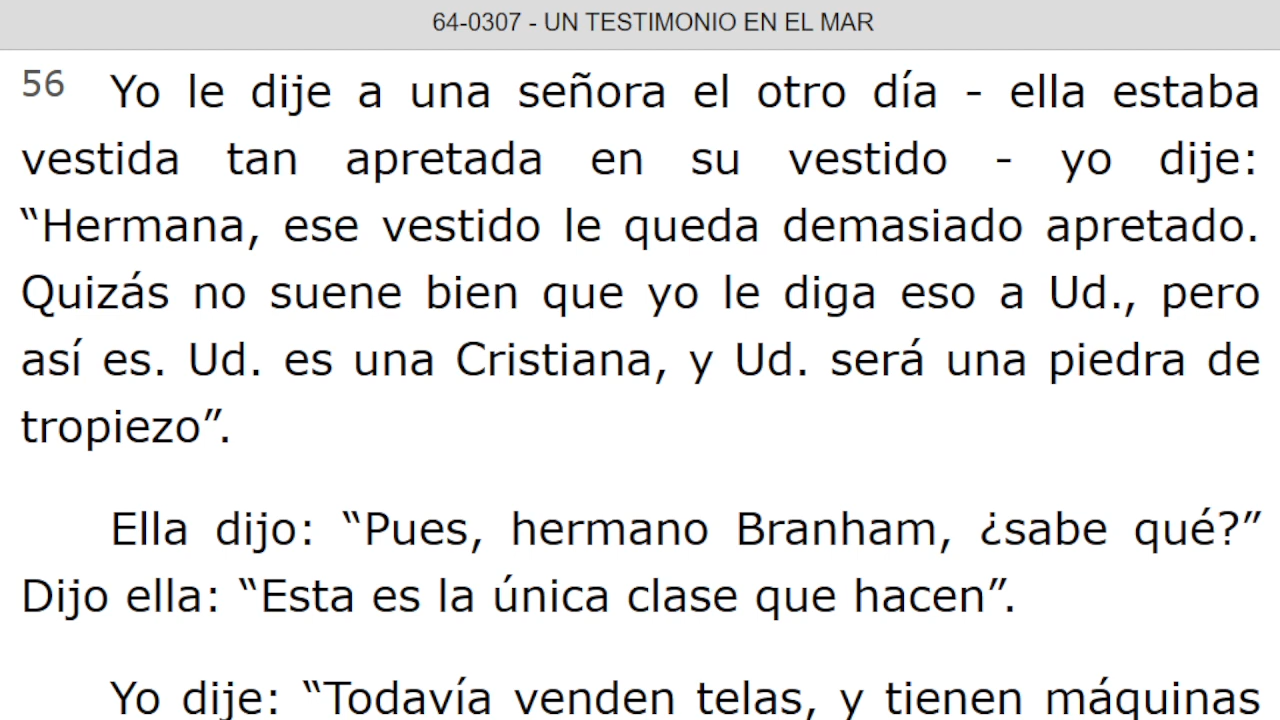 64-0307 - UN TESTIMONIO EN EL MAR
56 Yo le dije a una señora el otro día - ella estaba
vestida tan apretada en su vestido - yo dije:
“Hermana, ese vestido le queda demasiado apretado.
Quizás no suene bien que yo le diga eso a Ud., pero
así es. Ud. es una Cristiana, y Ud. será una piedra de
tropiezo”.
Ella dijo: “Pues, hermano Branham, ¿sabe qué?”
Dijo ella: “Esta es la única clase que hacen”.
Yo dije: “Todavía venden telas, y tienen máquinas